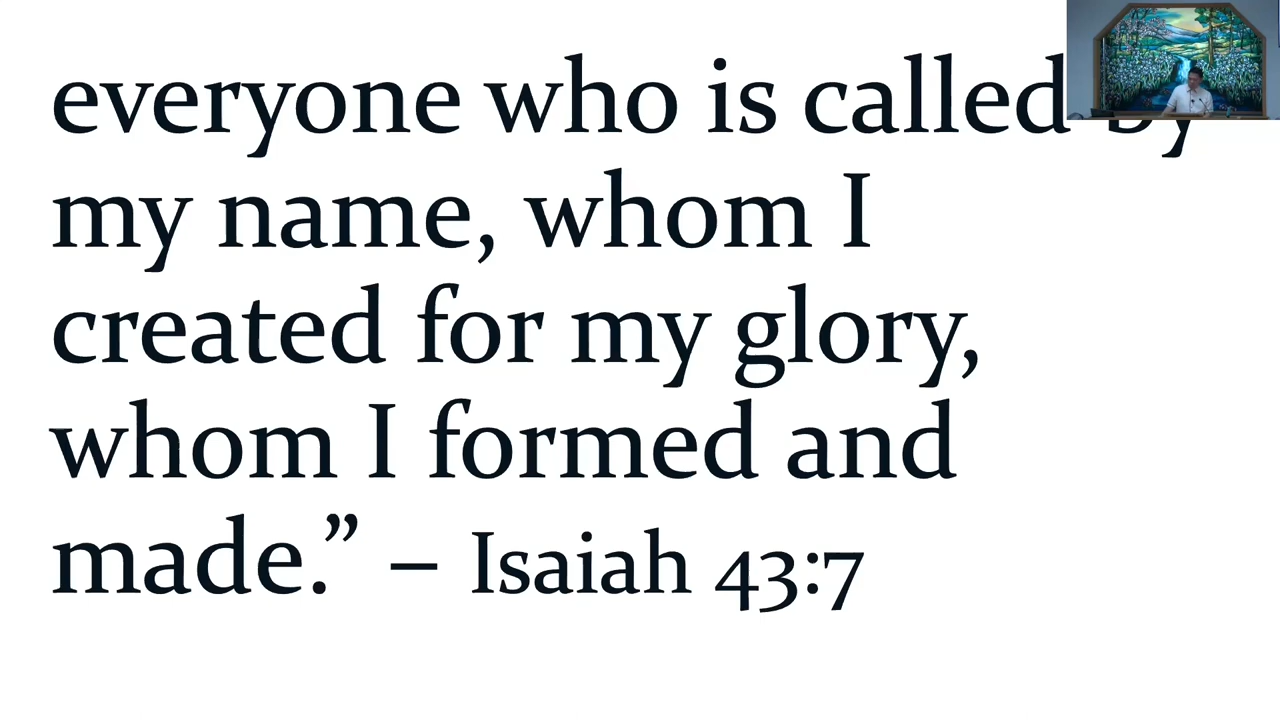 everyone who is called by
my name, whom I
created for my glory,
whom I formed and
made.” – Isaiah 43:7